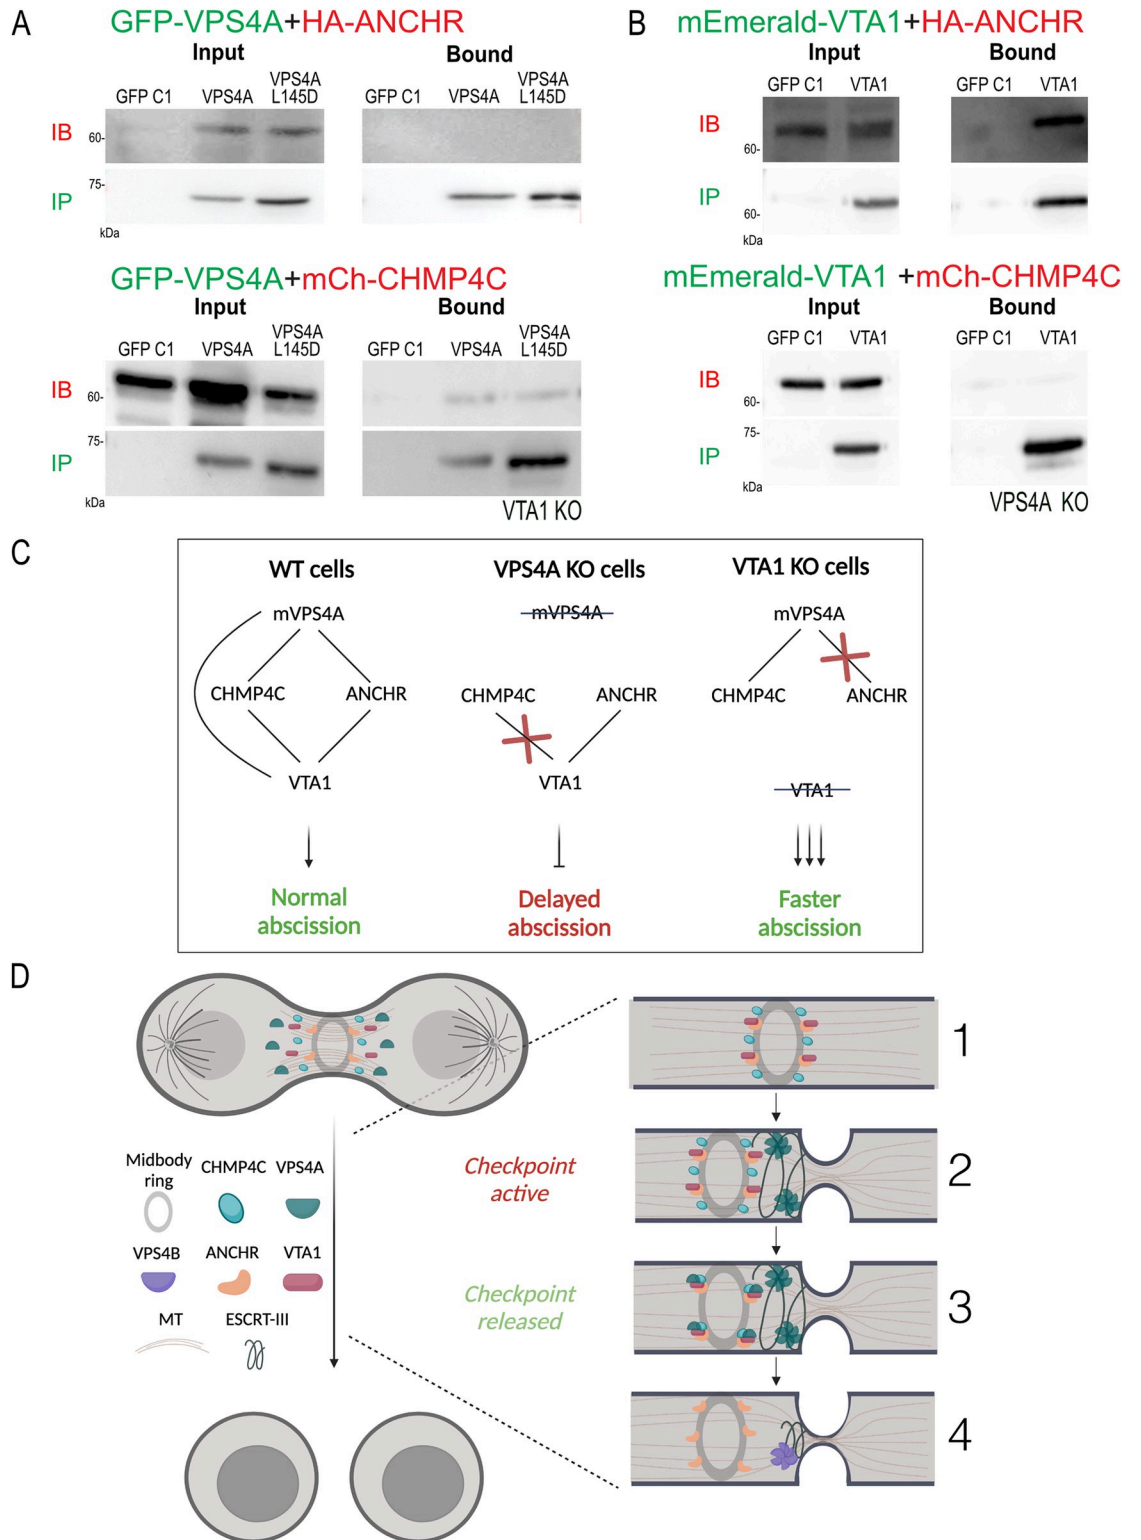 A
GFP-VPS4A+HA-ANCHR
Input
Bound
GFP C1
VPS4A
VPS4A
L145D
GFP C1
VPS4A
VPS4A
L145D
IB
60-
75-
IP
kDa
GFP-VPS4A+mCh-CHMP4C
Input
Bound
GFP C1
VPS4A
VPS4A
L145D
GFP C1
VPS4A
VPS4A
L145D
IB
60-
75-
IP
kDa
VTA1 KO
B
mEmerald-VTA1+HA-ANCHR
Input
Bound
GFP C1
VTA1
GFP C1
VTA1
IB
60-
IP
60-
kDa
mEmerald-VTA1 +mCh-CHMP4C
Input
Bound
GFP C1
VTA1
GFP C1
VTA1
IB
60-
75-
IP
kDa
VPS4A KO
C
WT cells
VPS4A KO cells
VTA1 KO cells
mVPS4A
mVPS4A
mVPS4A
CHMP4C
ANCHR
CHMP4C
ANCHR
CHMP4C
ANCHR
VTA1
VTA1
VTA1
Normal
abscission
Delayed
abscission
Faster
abscission
D
1
Midbody
ring
CHMP4C
VPS4A
VPS4B
ANCHR
VTA1
MT
ESCRT-III
Checkpoint
active
2
Checkpoint
released
3
4